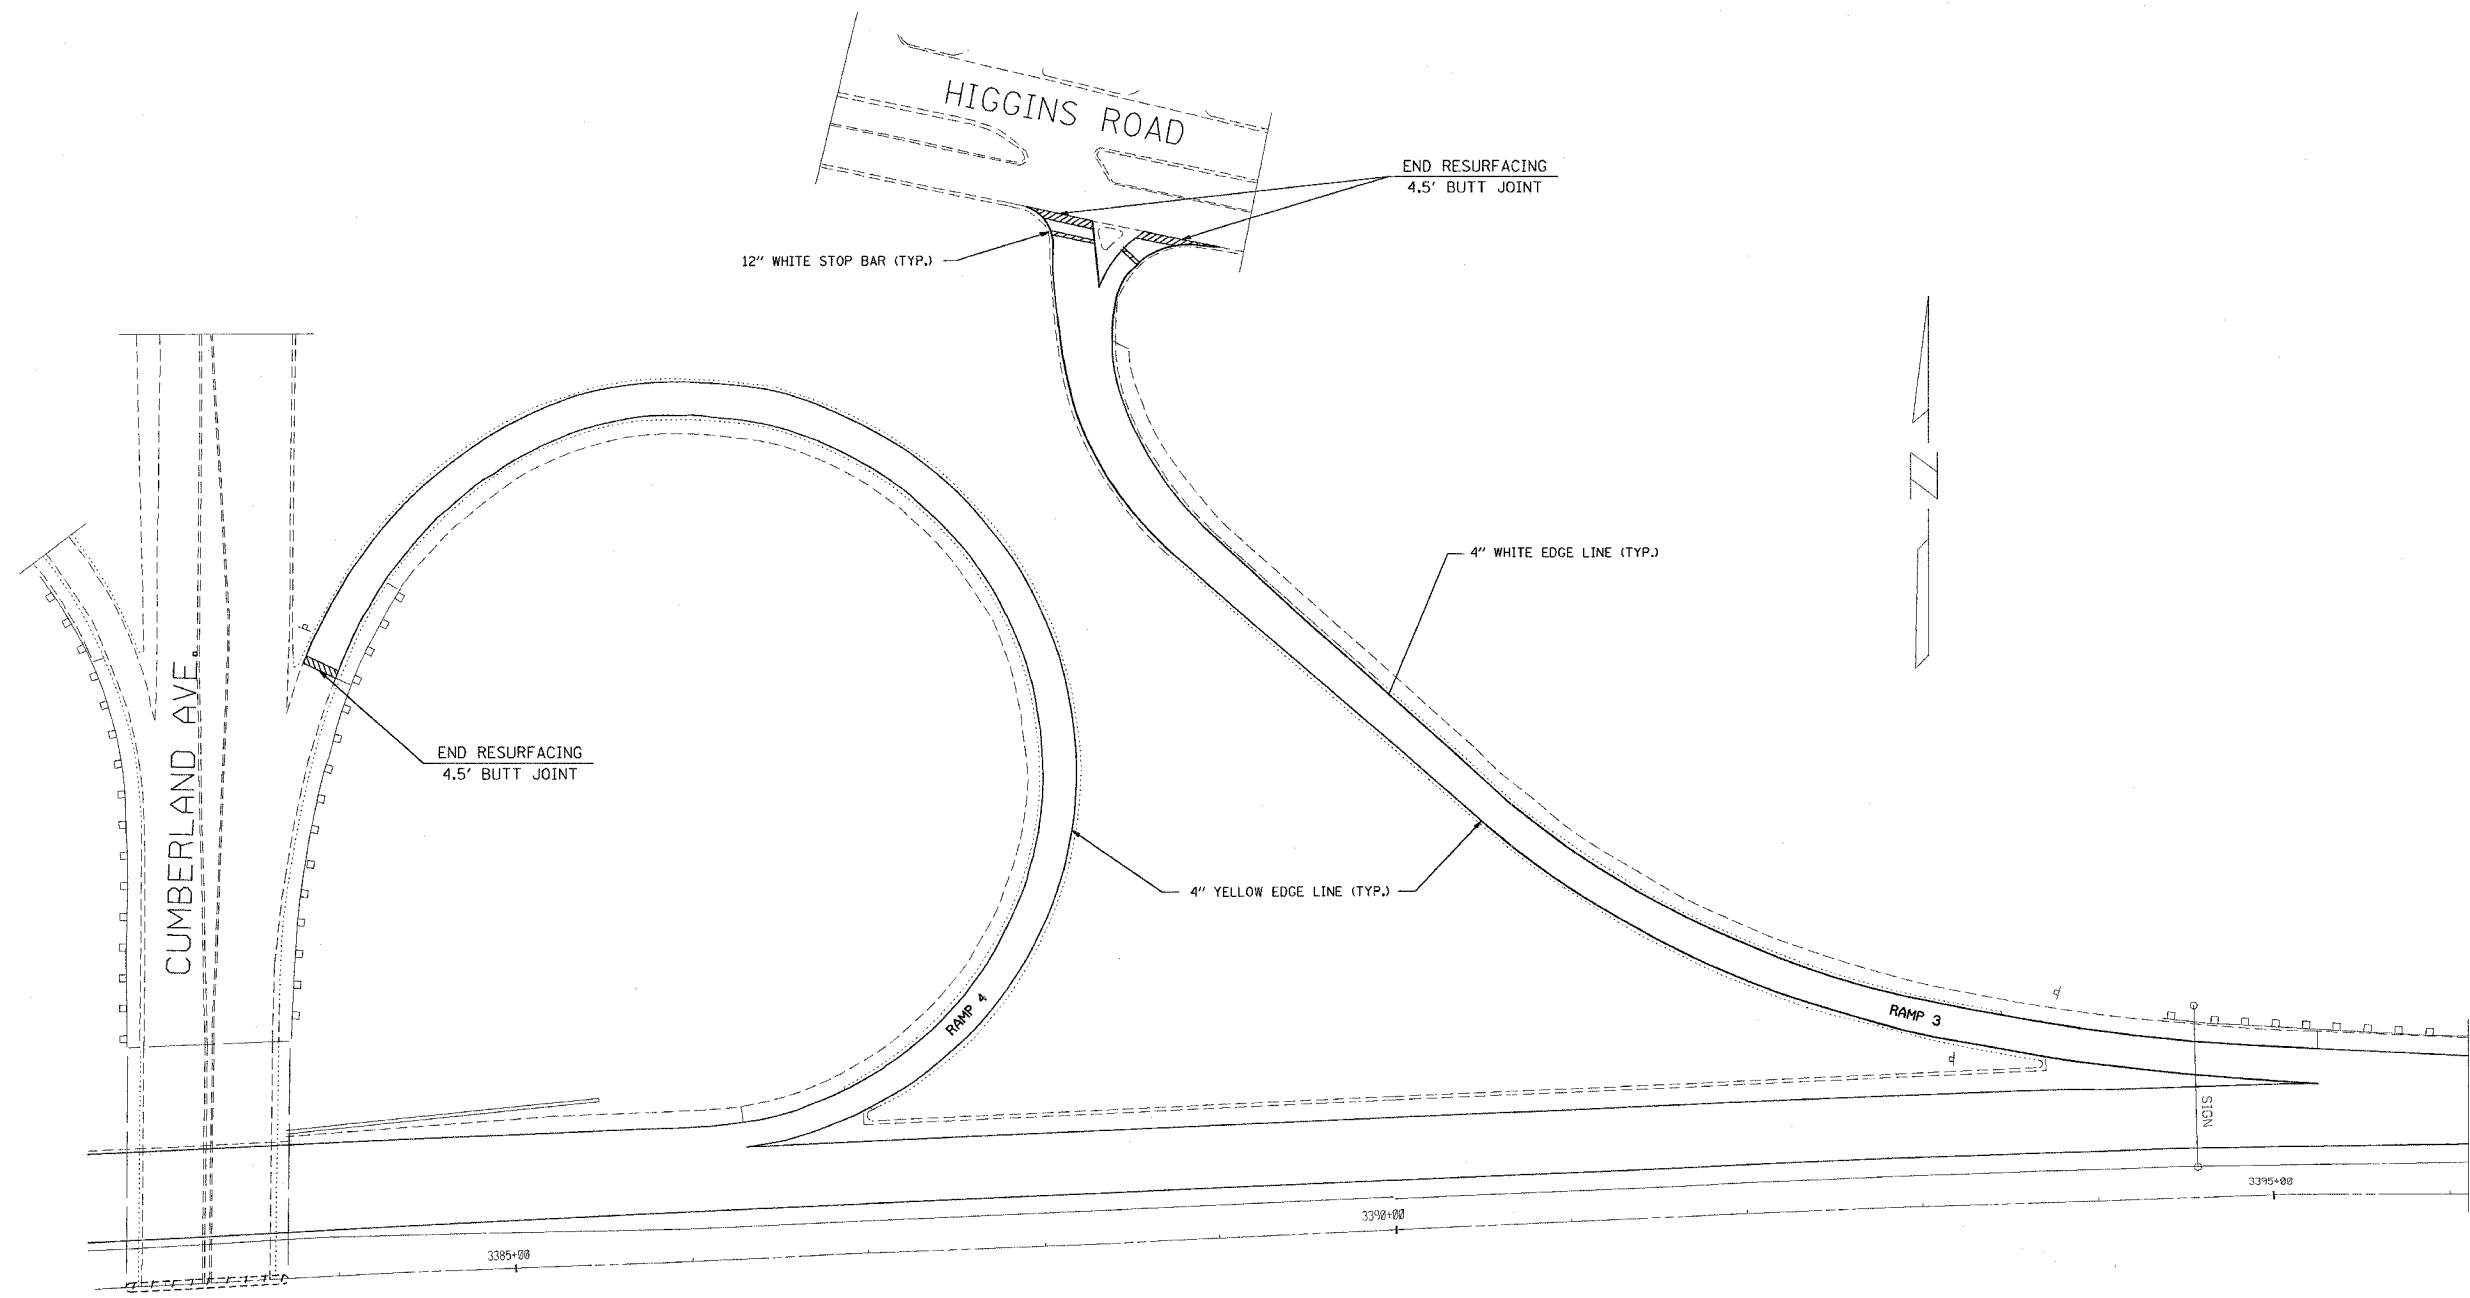 HIGGINS ROAD
END RESURFACING
4.5' BUTT JOINT
12" WHITE STOP BAR (TYP.)
N
4" WHITE EDGE LINE (TYP.)
CUMBERLAND AVE.
END RESURFACING
4.5' BUTT JOINT
4" YELLOW EDGE LINE (TYP.)
RAMP 4
RAMP 3
SIGN
3395+00
3390+00
3385+00